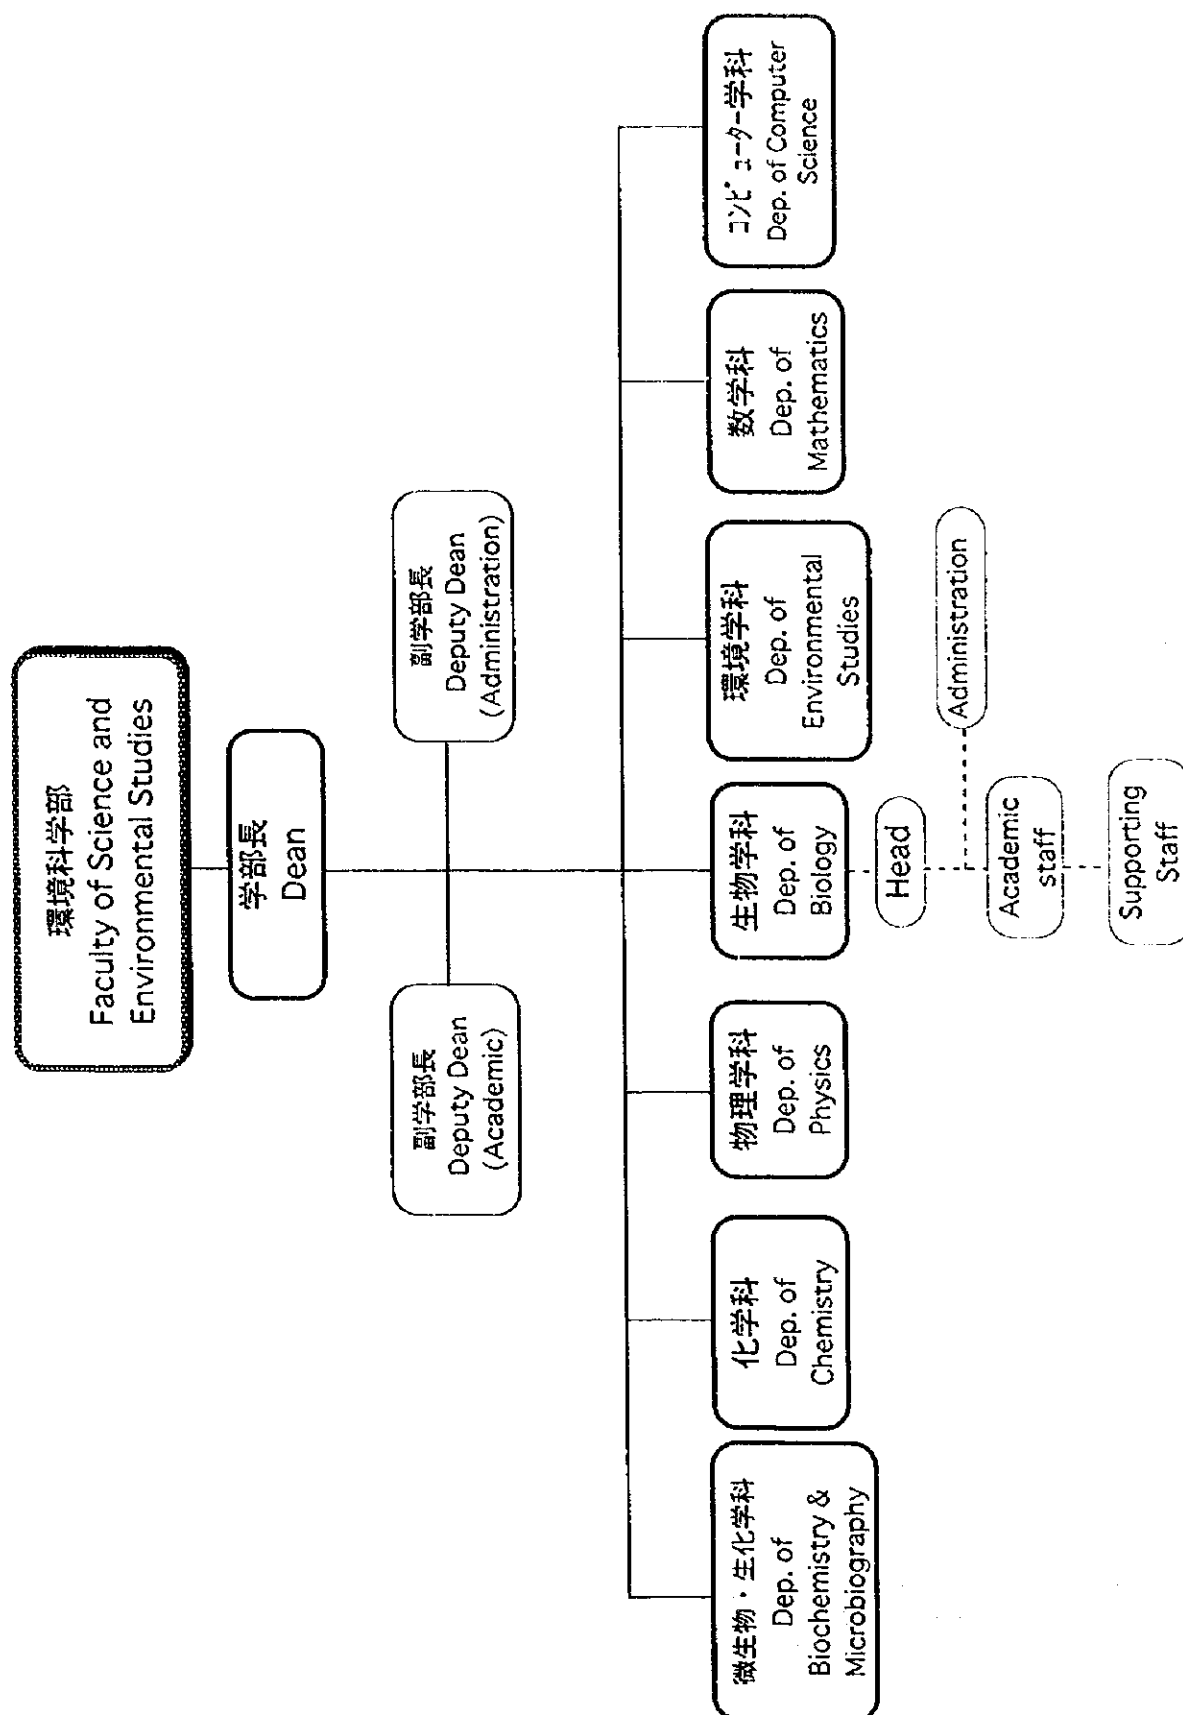 環境科学部
Faculty of Science and
Environmental Studies
学部長
Dean
副学部長
Deputy Dean
(Academic)
副学部長
Deputy Dean
(Administration)
微生物・生化学科
Dep. of
Biochemistry &
Microbiography
化学科
Dep. of
Chemistry
物理学科
Dep. of
Physics
生物学科
Dep. of
Biology
環境学科
Dep. of
Environmental
Studies
数学科
Dep. of
Mathematics
コンピューター学科
Dep. of Computer
Science
Head
Administration
Academic
staff
Supporting
Staff